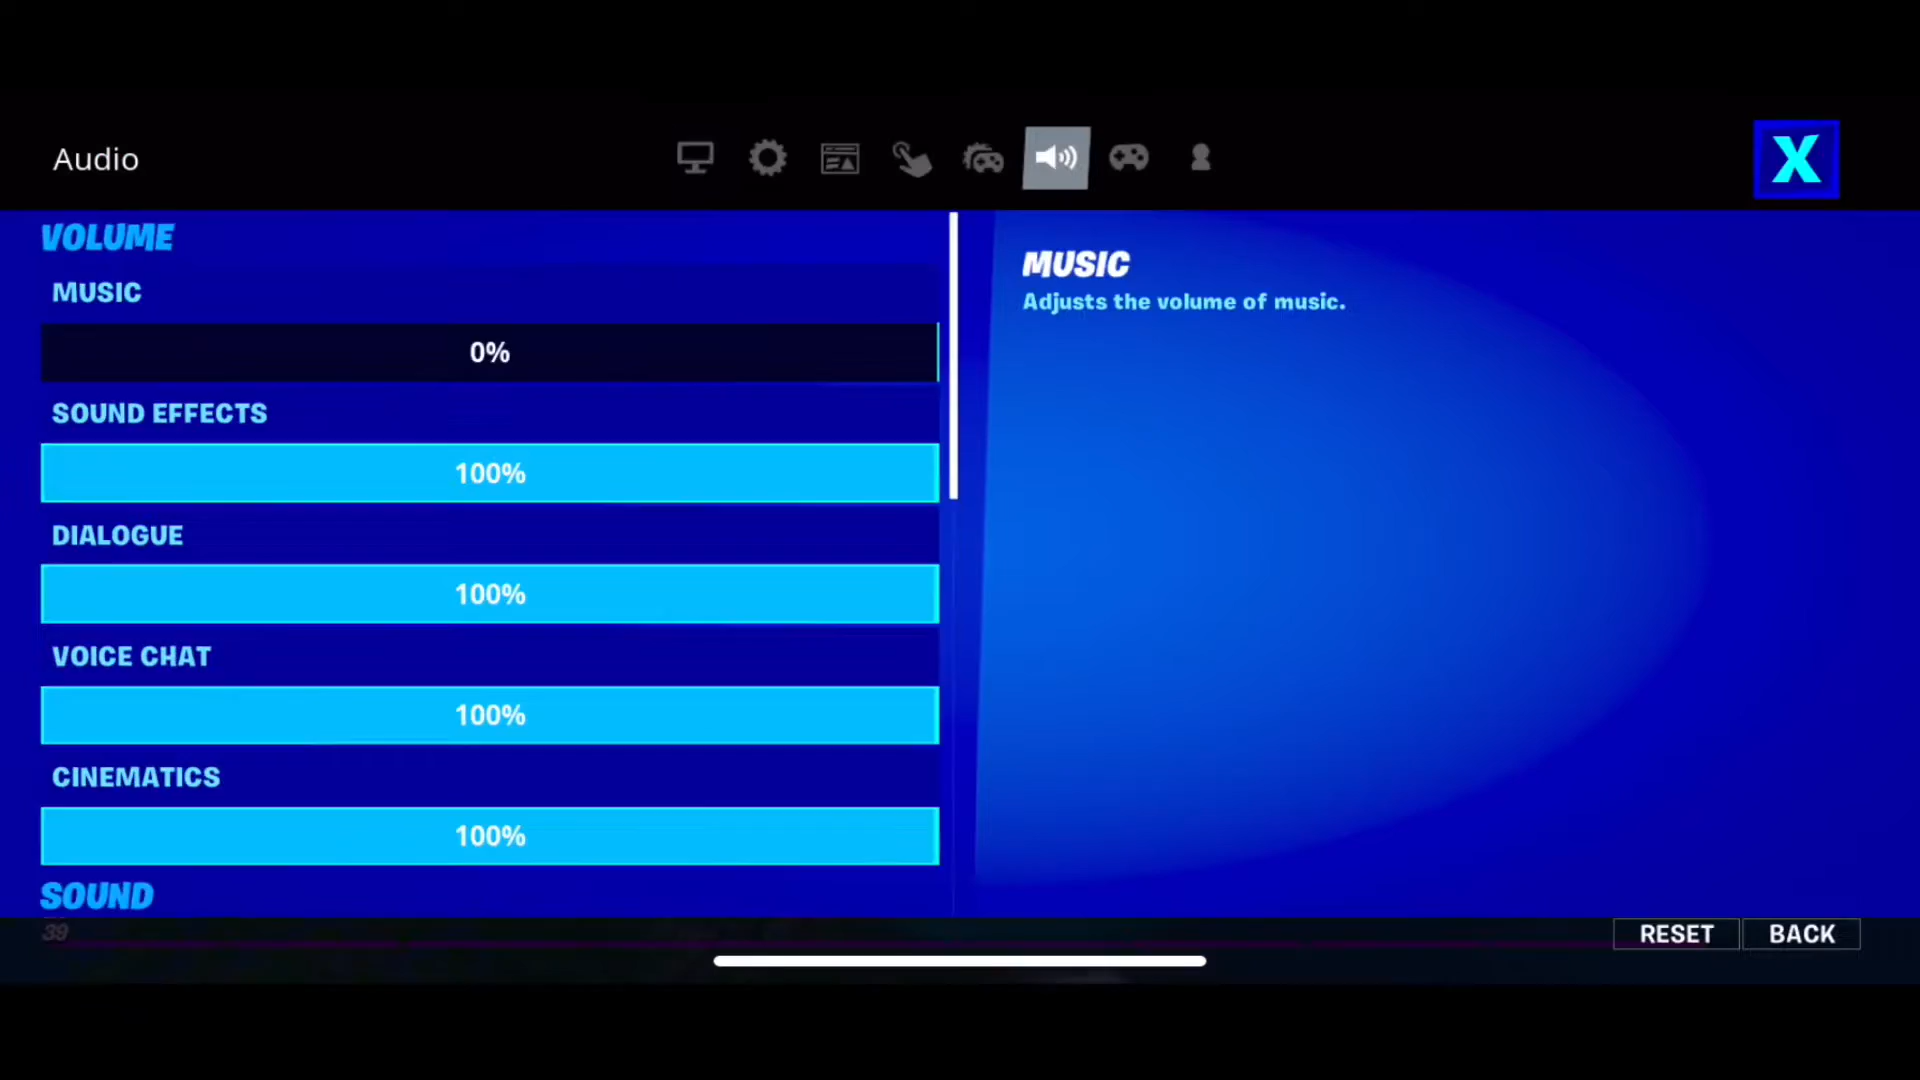 Audio
X
VOLUME
MUSIC
0%
SOUND EFFECTS
100%
DIALOGUE
100%
VOICE CHAT
100%
CINEMATICS
100%
SOUND
39
MUSIC
Adjusts the volume of music.
RESET
BACK